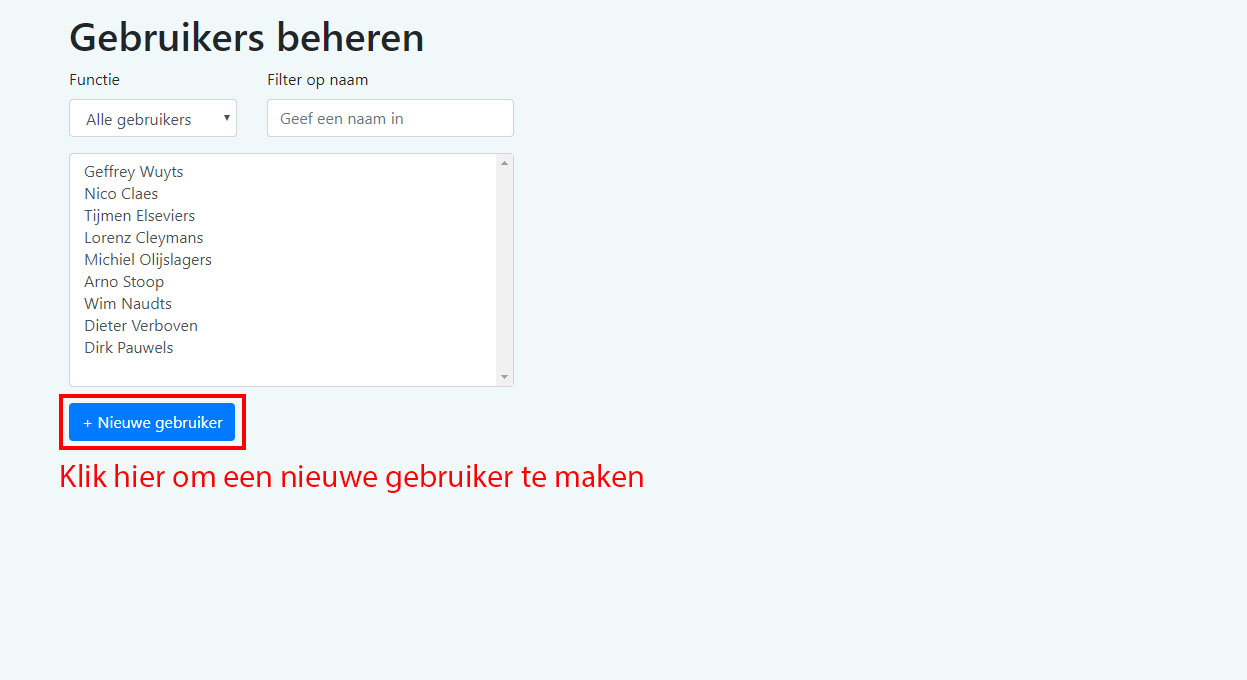 Gebruikers beheren
Functie Filter op naam
Alle gebruikers Geef een naam in
Geffrey Wuyts
Nico Claes
Tijmen Elseviers
Lorenz Cleymans
Michiel Olijslagers
Arno Stoop
Wim Naudts
Dieter Verboven
Dirk Pauwels
+ Nieuwe gebruiker
Klik hier om een nieuwe gebruiker te maken